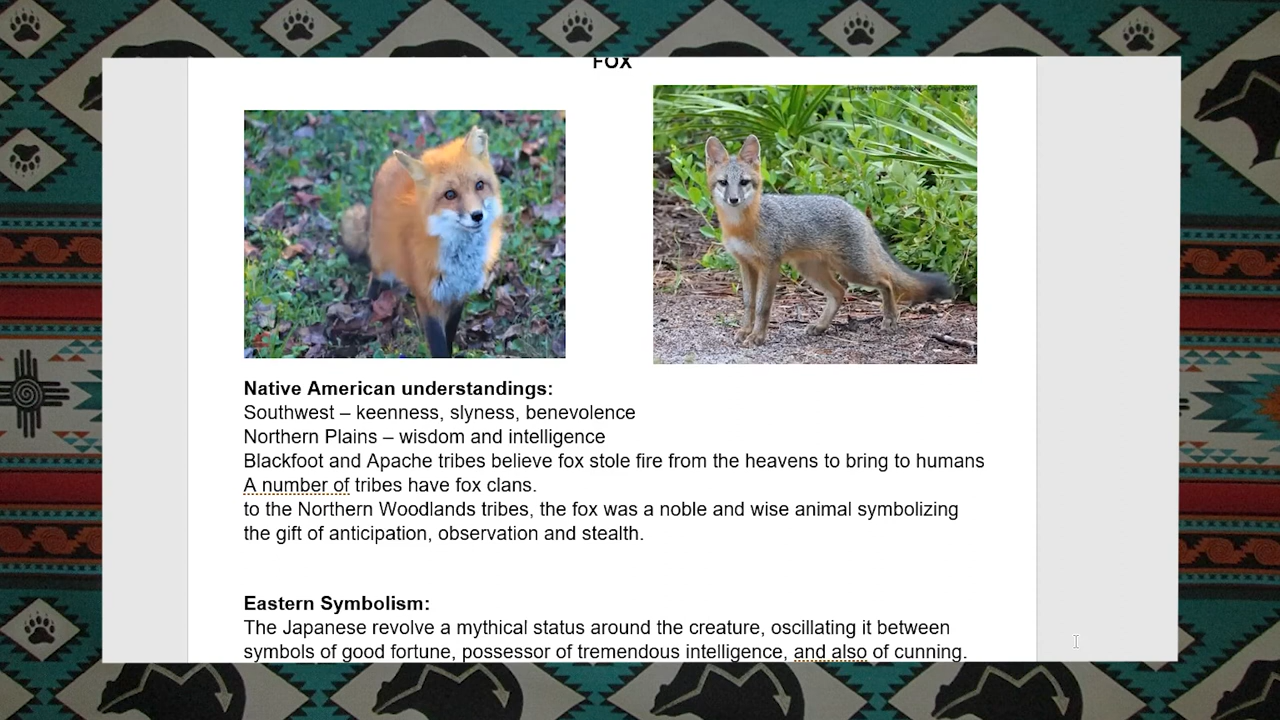 FOX
Native American understandings:
Southwest – keenness, slyness, benevolence
Northern Plains – wisdom and intelligence
Blackfoot and Apache tribes believe fox stole fire from the heavens to bring to humans
A number of tribes have fox clans.
to the Northern Woodlands tribes, the fox was a noble and wise animal symbolizing
the gift of anticipation, observation and stealth.
Eastern Symbolism:
The Japanese revolve a mythical status around the creature, oscillating it between
symbols of good fortune, possessor of tremendous intelligence, and also of cunning.